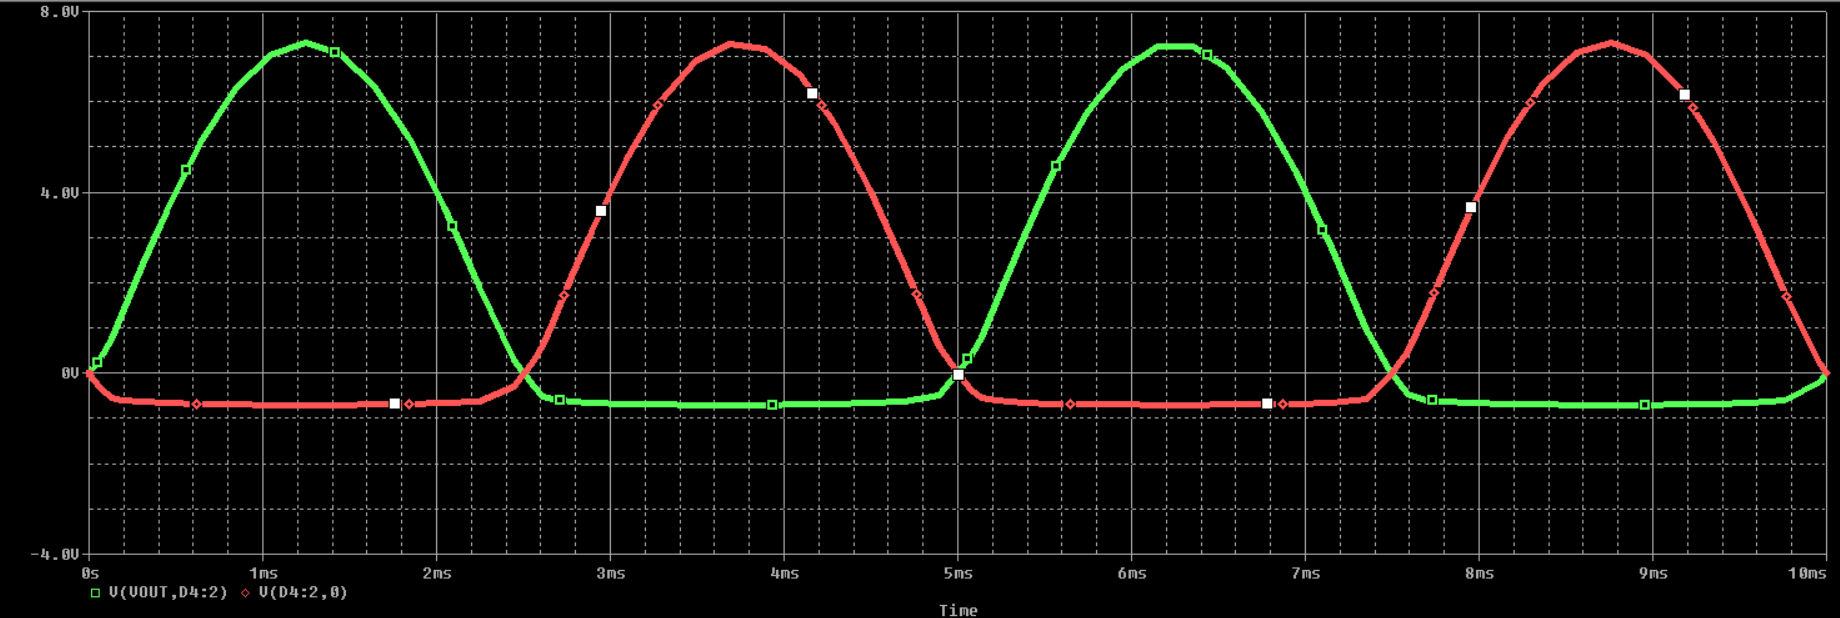 8.0V
4.0V
0V
-4.0V
0s 1ms 2ms 3ms 4ms 5ms 6ms 7ms 8ms 9ms 10ms
V(VOUT,D4:2) V(D4:2,0)
Time